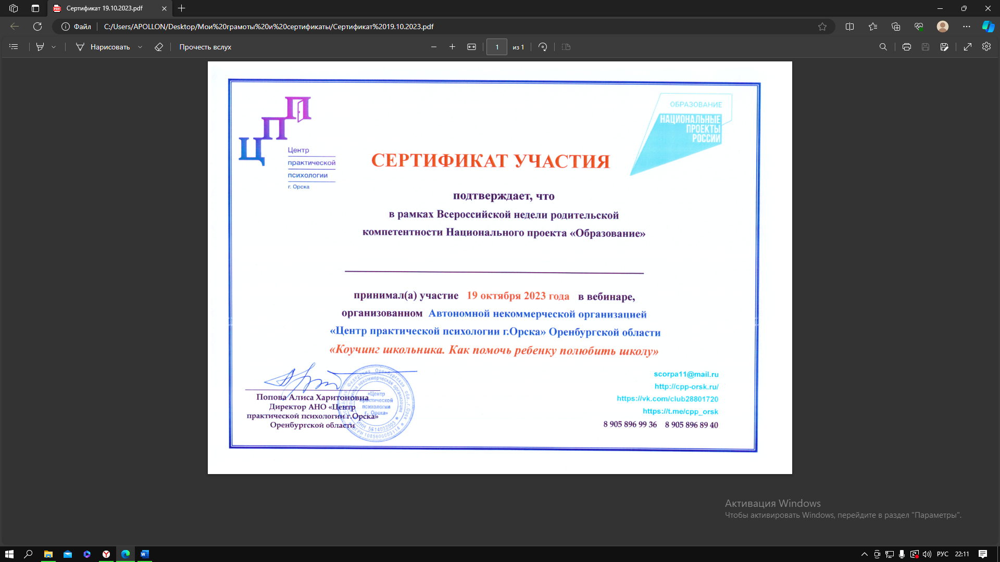 Сертификат 19.10.2023.pdf
Файл
C:/Users/APOLLON/Desktop/Мои%20грамоты%20и%20сертификаты/Сертификат%2019.10.2023.pdf
Нарисовать
Прочесть вслух
1
из 1
ЦПП
Центр
практической
психологии
г. Орска
ОБРАЗОВАНИЕ
НАЦИОНАЛЬНЫЕ
ПРОЕКТЫ
РОССИИ
СЕРТИФИКАТ УЧАСТИЯ
подтверждает, что
в рамках Всероссийской недели родительской
компетентности Национального проекта «Образование»
принимал(а) участие 19 октября 2023 года в вебинаре,
организованном Автономной некоммерческой организацией
«Центр практической психологии г.Орска» Оренбургской области
«Коучинг школьника. Как помочь ребенку полюбить школу»
Попова Алиса Харитоновна
Директор АНО «Центр
практической психологии г.Орска»
Оренбургской области
«Центр
практической
психологии
г. Орска»
ИНН 5614032003
ОГРН 1085600003114
scorpa11@mail.ru
http://cpp-orsk.ru/
https://vk.com/club28801720
https://t.me/cpp_orsk
8 905 896 99 36 8 905 896 89 40
Активация Windows
Чтобы активировать Windows, перейдите в раздел "Параметры".
РУС
22:11